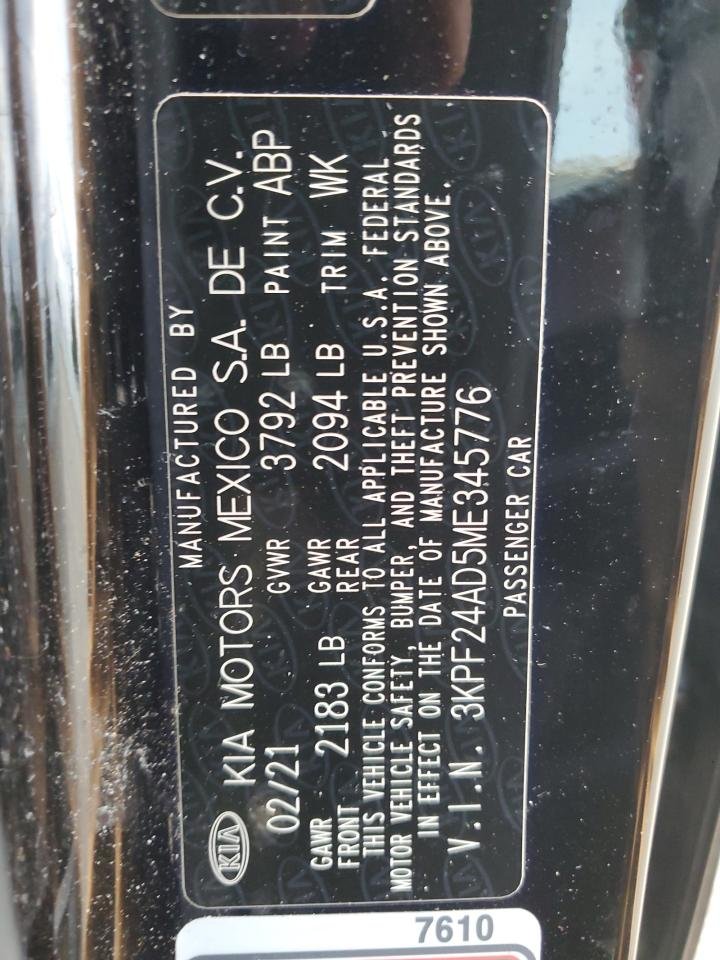 MANUFACTURED BY
KIA KIA MOTORS MEXICO S.A. DE C.V.
02/21 GVWR 3792 LB PAINT ABP
GAWR FRONT 2183 LB GAWR REAR 2094 LB TRIM WK
THIS VEHICLE CONFORMS TO ALL APPLICABLE U.S.A. FEDERAL
MOTOR VEHICLE SAFETY, BUMPER, AND THEFT PREVENTION STANDARDS
IN EFFECT ON THE DATE OF MANUFACTURE SHOWN ABOVE.
V.I.N. 3KPF24AD5ME345776
PASSENGER CAR
7610